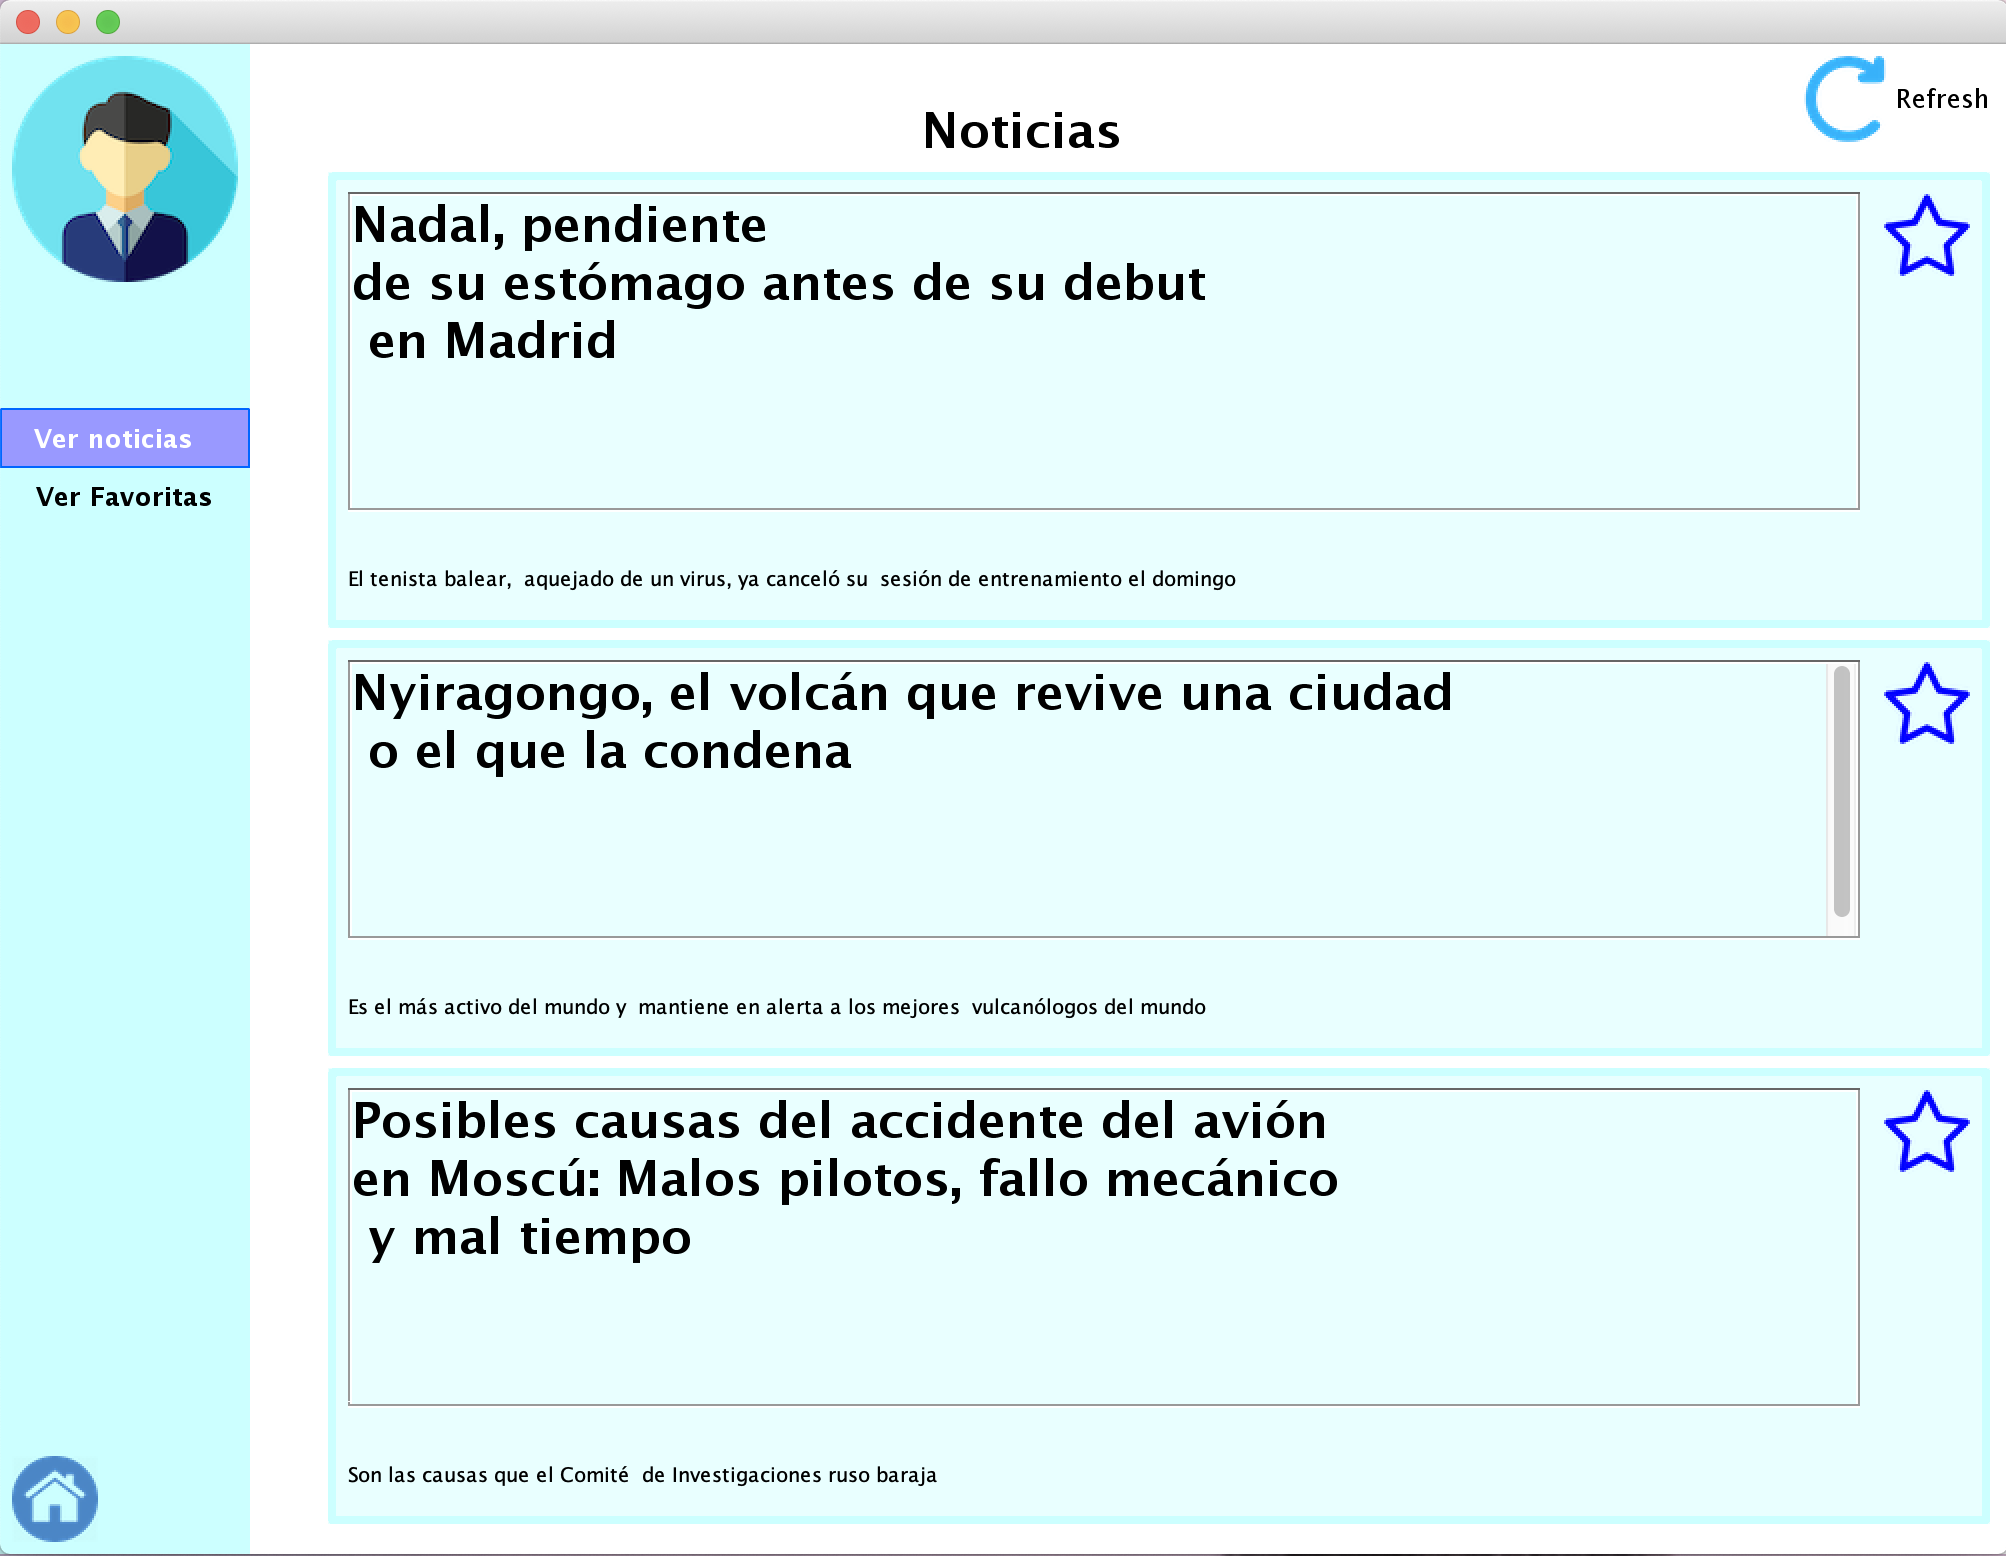 Refresh
Noticias
Ver noticias
Ver Favoritas
Nadal, pendiente
de su estómago antes de su debut
en Madrid
El tenista balear,  aquejado de un virus, ya canceló su  sesión de entrenamiento el domingo
Nyiragongo, el volcán que revive una ciudad
o el que la condena
Es el más activo del mundo y  mantiene en alerta a los mejores  vulcanólogos del mundo
Posibles causas del accidente del avión
en Moscú: Malos pilotos, fallo mecánico
y mal tiempo
Son las causas que el Comité  de Investigaciones ruso baraja